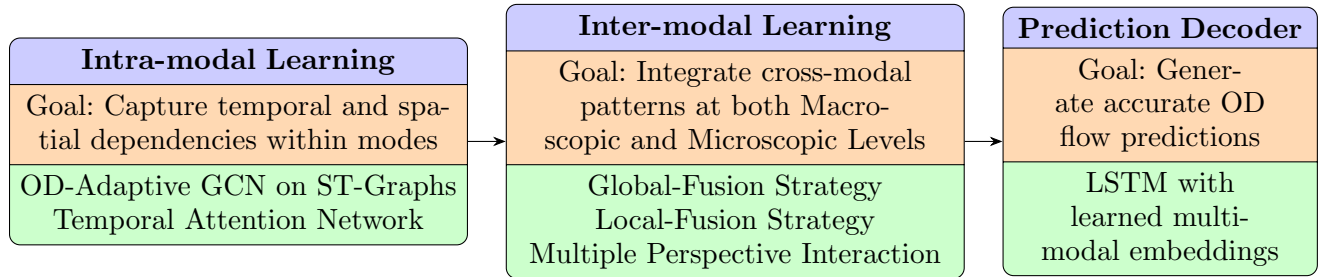 Intra-modal Learning
Goal: Capture temporal and spa-
tial dependencies within modes
OD-Adaptive GCN on ST-Graphs
Temporal Attention Network
Inter-modal Learning
Goal: Integrate cross-modal
patterns at both Macro-
scopic and Microscopic Levels
Global-Fusion Strategy
Local-Fusion Strategy
Multiple Perspective Interaction
Prediction Decoder
Goal: Gener-
ate accurate OD
flow predictions
LSTM with
learned multi-
modal embeddings